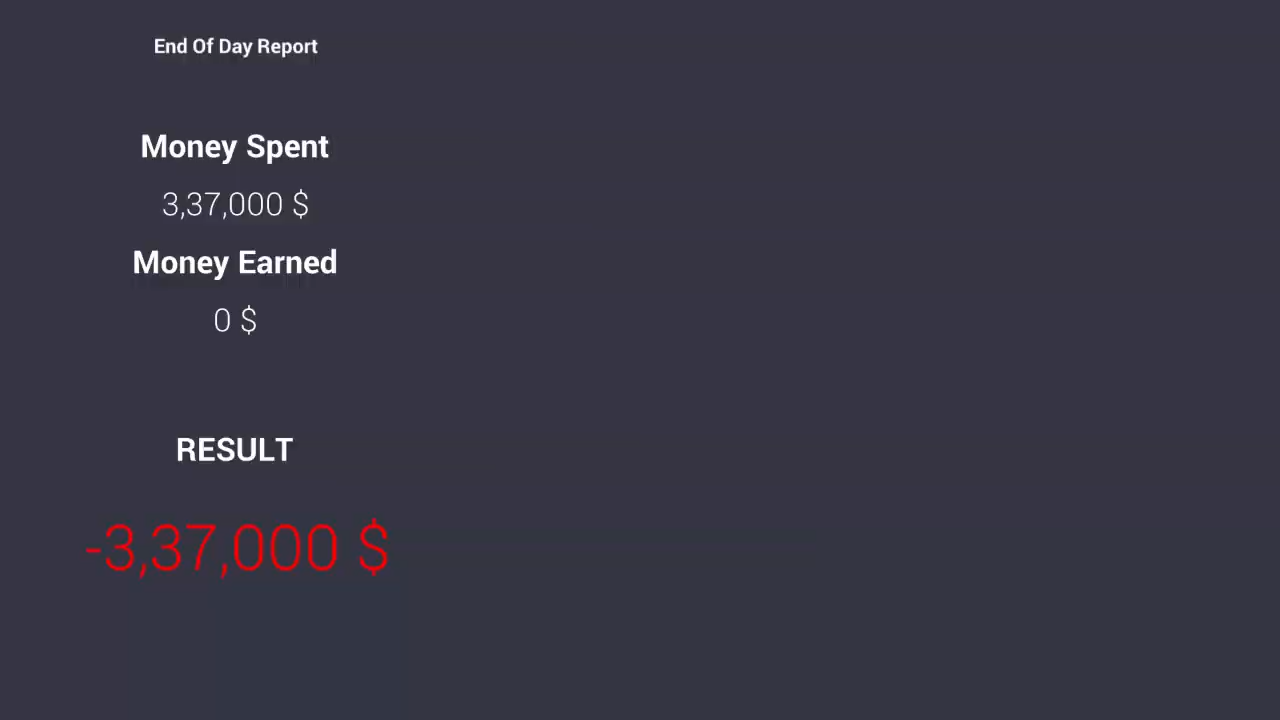 End Of Day Report
Money Spent
3,37,000 $
Money Earned
0 $
RESULT
-3,37,000 $